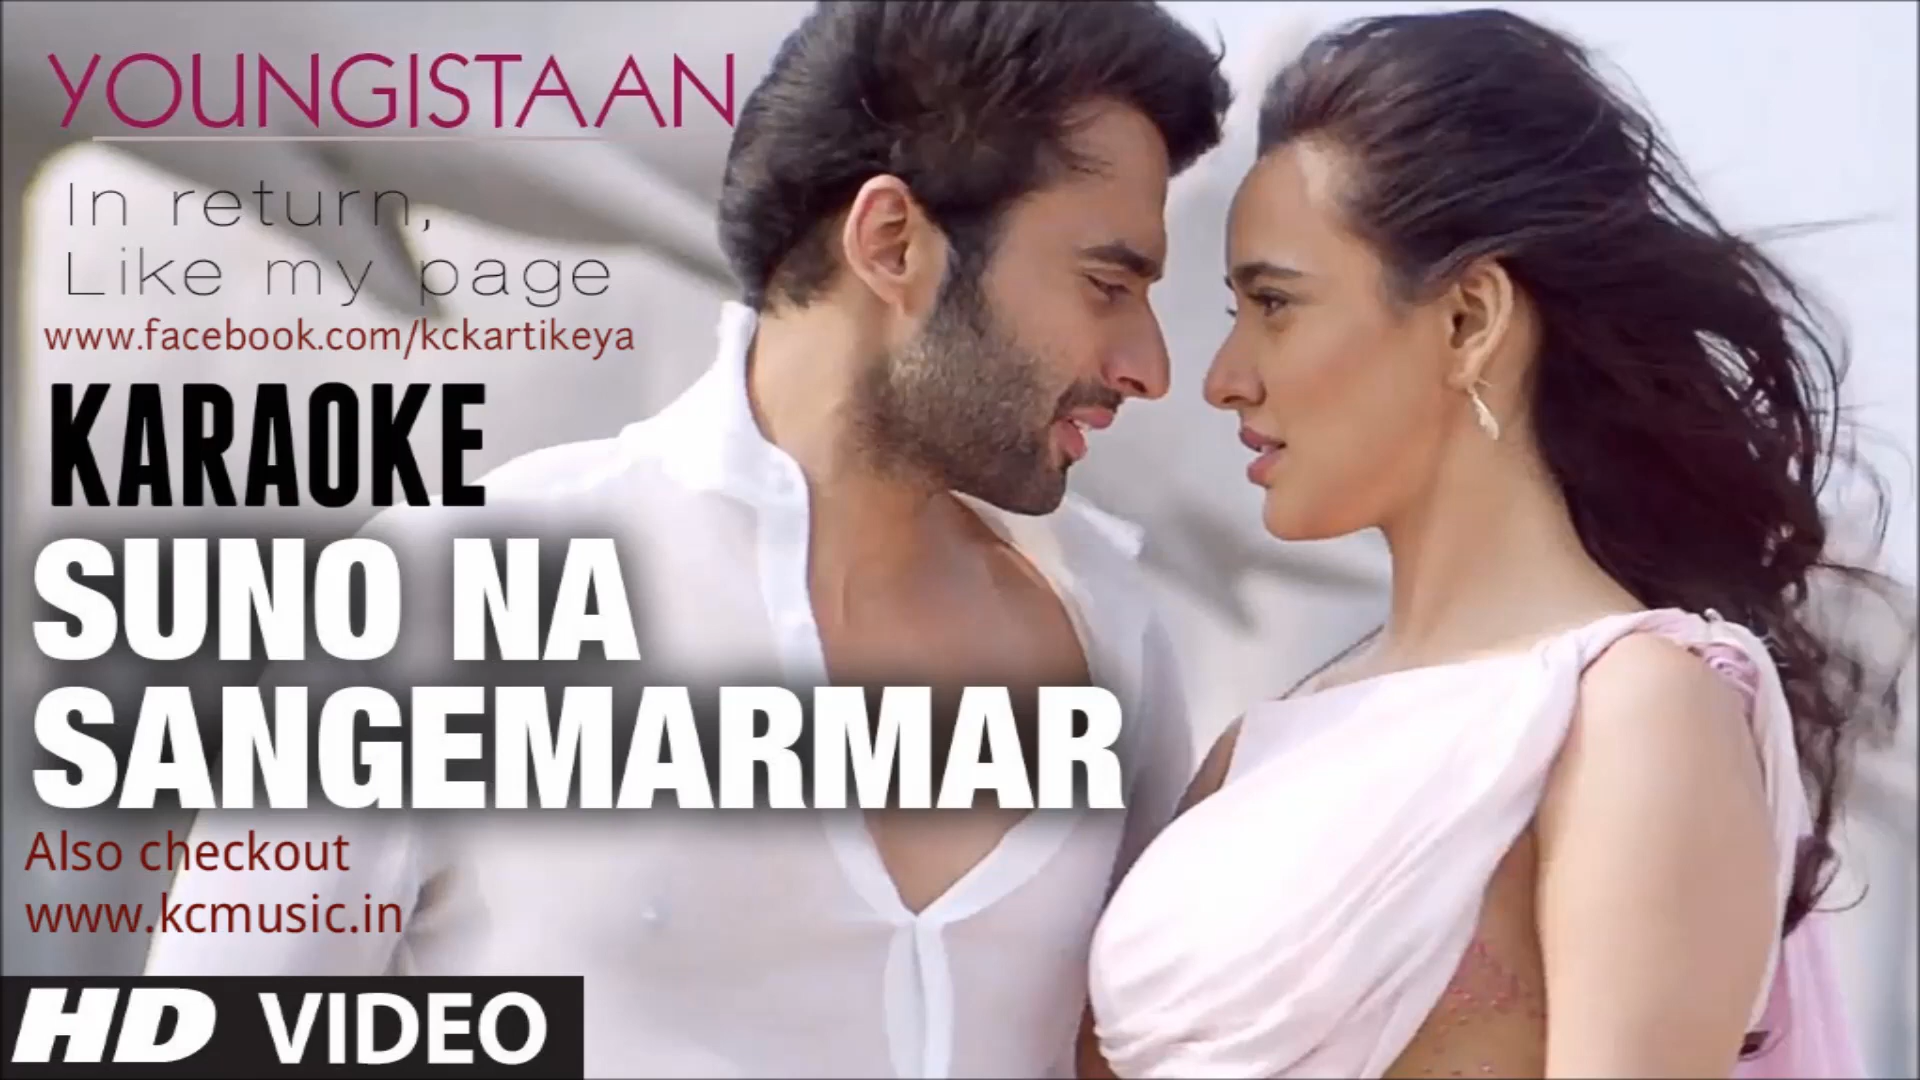 YOUNGISTAAN
In return,
Like my page
www.facebook.com/kckartikeya
KARAOKE
SUNO NA
SANGEMARMAR
Also checkout
www.kcmusic.in
HD VIDEO